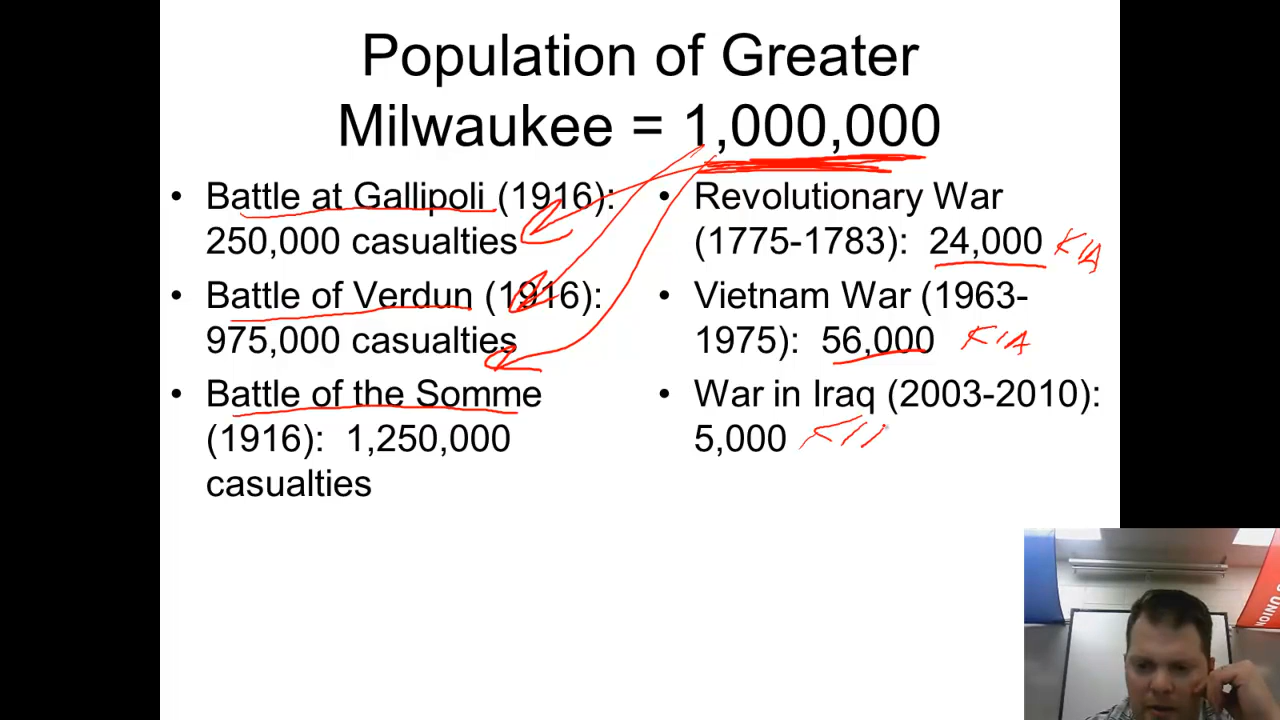 Population of Greater
Milwaukee = 1,000,000
• Battle at Gallipoli (1916):
250,000 casualties
• Battle of Verdun (1916):
975,000 casualties
• Battle of the Somme
(1916): 1,250,000
casualties
• Revolutionary War
(1775-1783): 24,000 KIA
• Vietnam War (1963-
1975): 56,000 KIA
• War in Iraq (2003-2010):
5,000
UNION